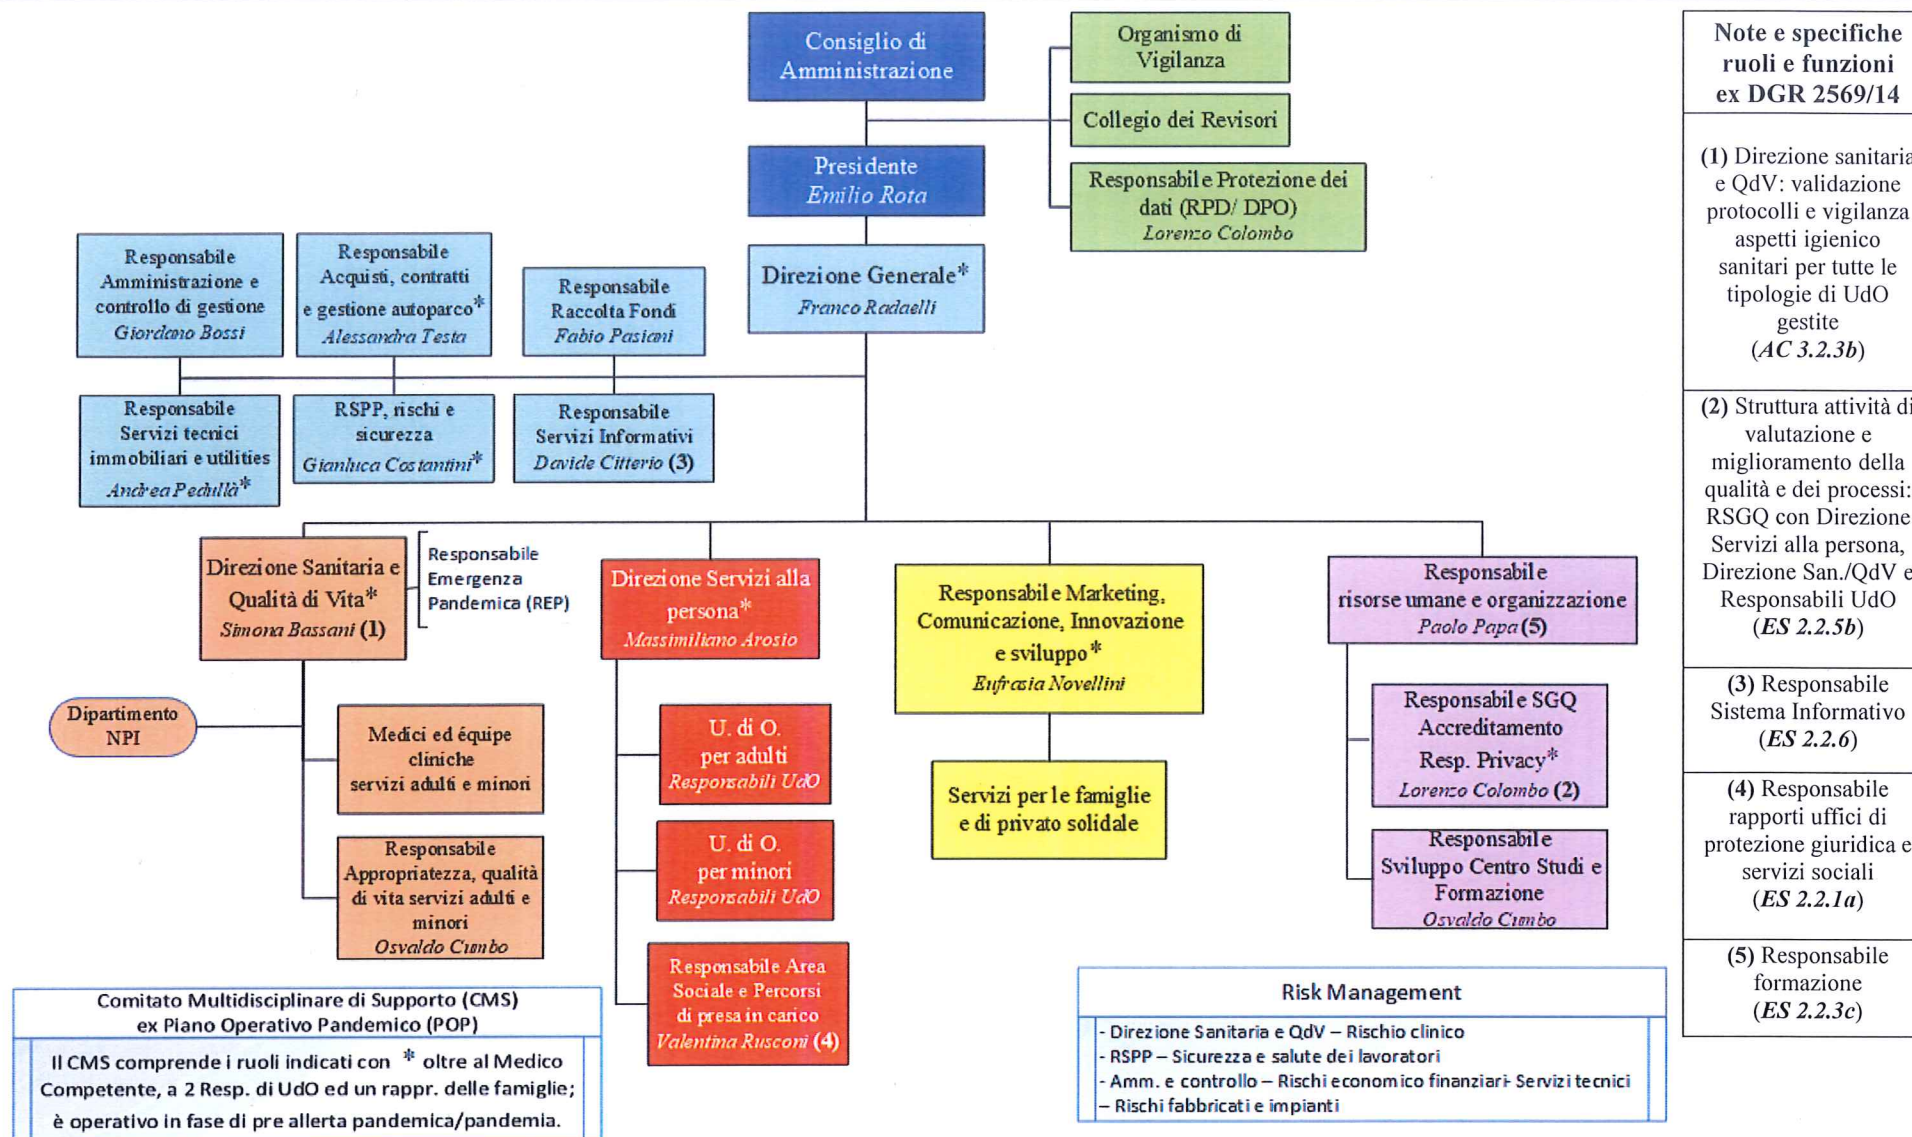 Consiglio di
Amministrazione
Organismo di
Vigilanza
Collegio dei Revisori
Presidente
Emilio Rota
Responsabile Protezione dei
dati (RPD/ DPO)
Lorenzo Colombo
Direzione Generale*
Franco Radaelli
Responsabile
Amministrazione e
controllo di gestione
Giordano Bossi
Responsabile
Acquisti, contratti
e gestione autoparco*
Alessandra Testa
Responsabile
Raccolta Fondi
Fabio Pasiani
Responsabile
Servizi tecnici
immobiliari e utilities
Andrea Pedullà*
RSPP, rischi e
sicurezza
Gianluca Costantini*
Responsabile
Servizi Informativi
Davide Citterio (3)
Direzione Sanitaria e
Qualità di Vita*
Simona Bassani (1)
Responsabile
Emergenza
Pandemica (REP)
Direzione Servizi alla
persona*
Massimiliano Arosio
Responsabile Marketing,
Comunicazione, Innovazione
e sviluppo*
Eufrasia Novellini
Responsabile
risorse umane e organizzazione
Paolo Papa (5)
Dipartimento
NPI
Medici ed équipe
cliniche
servizi adulti e minori
Responsabile
Appropriatezza, qualità
di vita servizi adulti e
minori
Osvaldo Cumbo
U. di O.
per adulti
Responsabili UdO
U. di O.
per minori
Responsabili UdO
Responsabile Area
Sociale e Percorsi
di presa in carico
Valentina Rusconi (4)
Servizi per le famiglie
e di privato solidale
Responsabile SGQ
Accreditamento
Resp. Privacy*
Lorenzo Colombo (2)
Responsabile
Sviluppo Centro Studi e
Formazione
Osvaldo Cumbo
Comitato Multidisciplinare di Supporto (CMS)
ex Piano Operativo Pandemico (POP)
Il CMS comprende i ruoli indicati con * oltre al Medico
Competente, a 2 Resp. di UdO ed un rappr. delle famiglie;
è operativo in fase di pre allerta pandemica/pandemia.
Risk Management
- Direzione Sanitaria e QdV – Rischio clinico
- RSPP – Sicurezza e salute dei lavoratori
- Amm. e controllo – Rischi economico finanziari- Servizi tecnici
– Rischi fabbricati e impianti
Note e specifiche
ruoli e funzioni
ex DGR 2569/14
(1) Direzione sanitaria
e QdV: validazione
protocolli e vigilanza
aspetti igienico
sanitari per tutte le
tipologie di UdO
gestite
(AC 3.2.3b)
(2) Struttura attività di
valutazione e
miglioramento della
qualità e dei processi:
RSGQ con Direzione
Servizi alla persona,
Direzione San./QdV e
Responsabili UdO
(ES 2.2.5b)
(3) Responsabile
Sistema Informativo
(ES 2.2.6)
(4) Responsabile
rapporti uffici di
protezione giuridica e
servizi sociali
(ES 2.2.1a)
(5) Responsabile
formazione
(ES 2.2.3c)